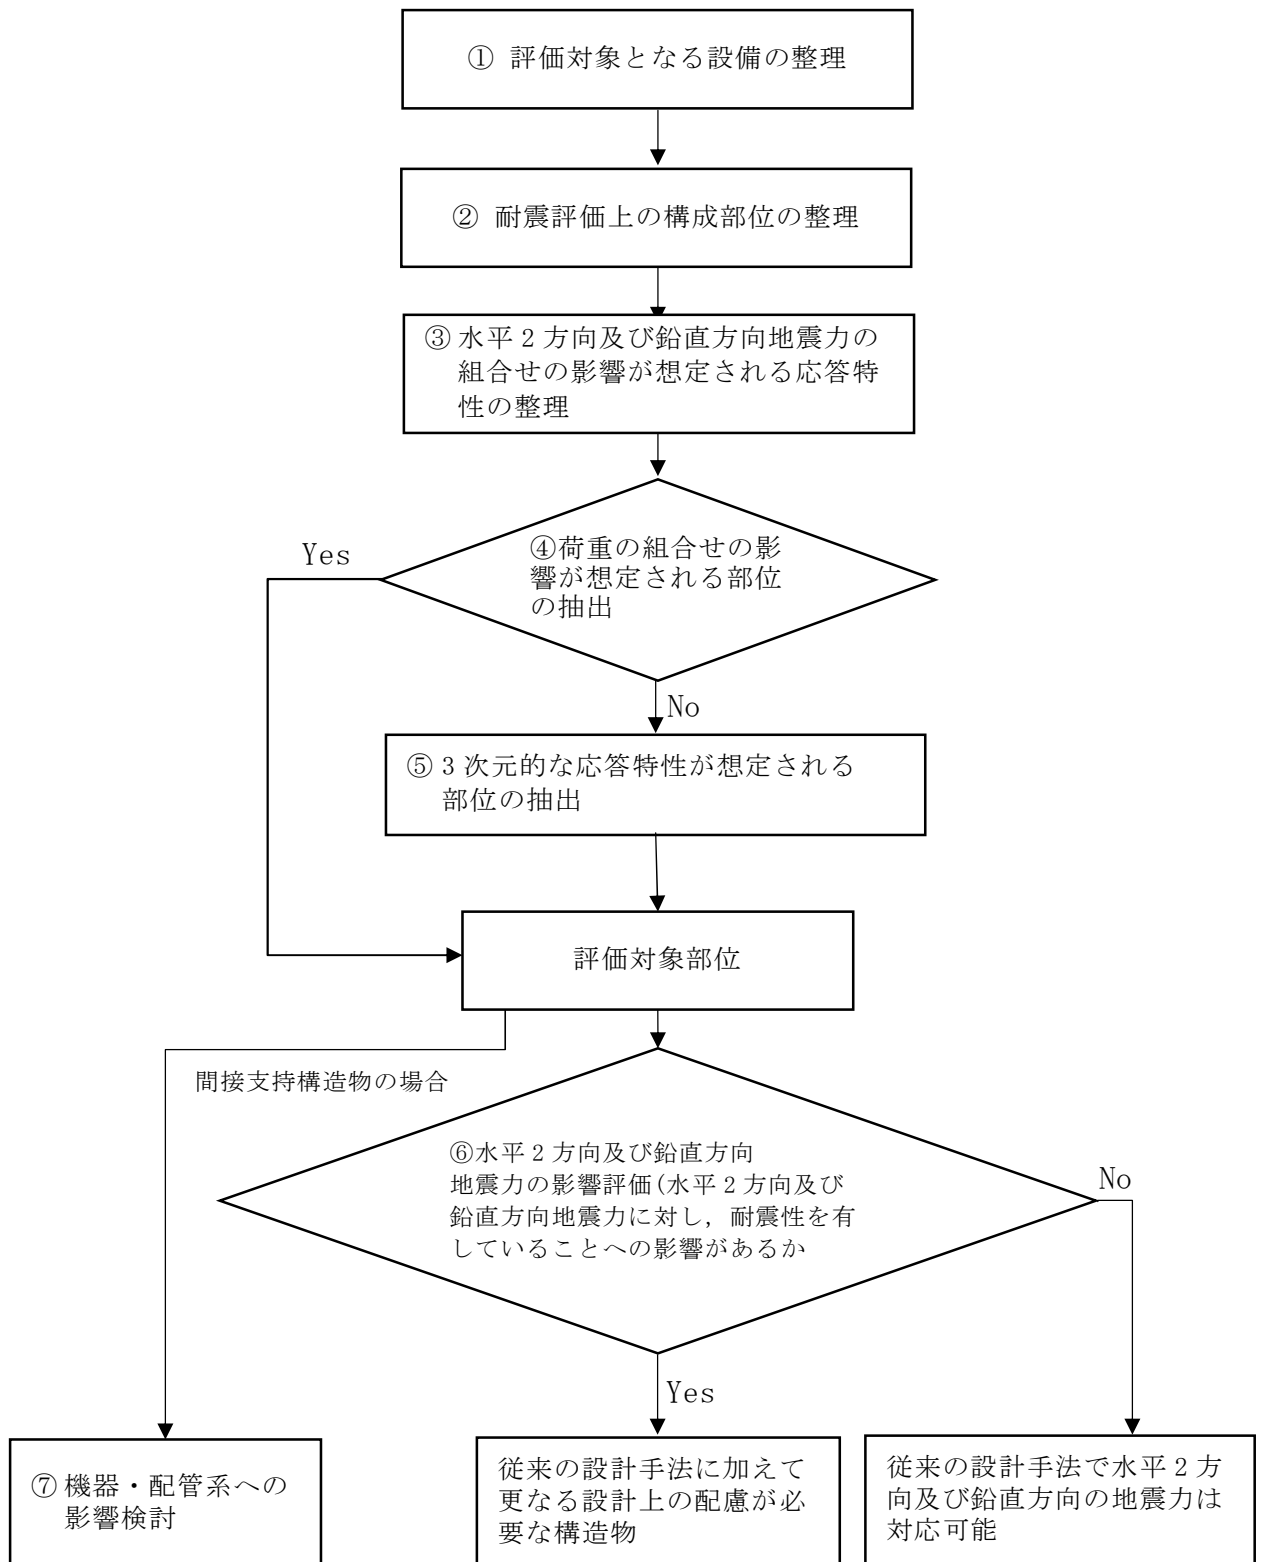 ① 評価対象となる設備の整理
② 耐震評価上の構成部位の整理
③ 水平2方向及び鉛直方向地震力の
組合せの影響が想定される応答特
性の整理
Yes
④荷重の組合せの影
響が想定される部位
の抽出
No
⑤ 3次元的な応答特性が想定される
部位の抽出
評価対象部位
間接支持構造物の場合
⑥水平2方向及び鉛直方向
地震力の影響評価(水平2方向及び
鉛直方向地震力に対し，耐震性を有
していることへの影響があるか
No
Yes
⑦ 機器・配管系への
影響検討
従来の設計手法に加えて
更なる設計上の配慮が必
要な構造物
従来の設計手法で水平2方
向及び鉛直方向の地震力は
対応可能